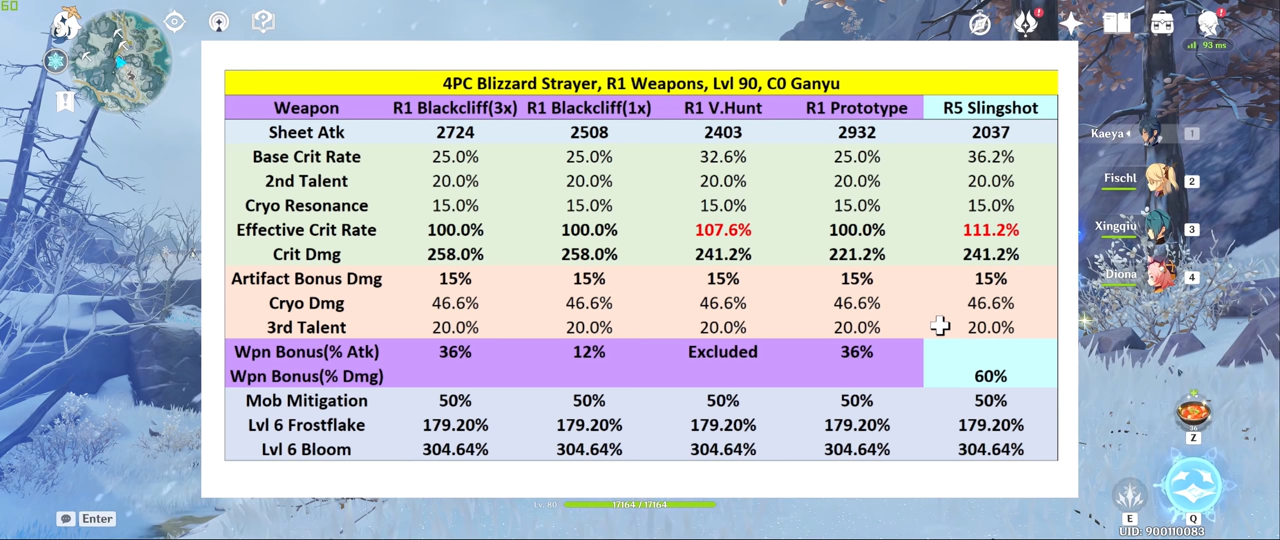 60
93 ms
4PC Blizzard Strayer, R1 Weapons, Lvl 90, C0 Ganyu
Weapon R1 Blackcliff(3x) R1 Blackcliff(1x) R1 V.Hunt R1 Prototype R5 Slingshot
Sheet Atk 2724 2508 2403 2932 2037
Base Crit Rate 25.0% 25.0% 32.6% 25.0% 36.2%
2nd Talent 20.0% 20.0% 20.0% 20.0% 20.0%
Cryo Resonance 15.0% 15.0% 15.0% 15.0% 15.0%
Effective Crit Rate 100.0% 100.0% 107.6% 100.0% 111.2%
Crit Dmg 258.0% 258.0% 241.2% 221.2% 241.2%
Artifact Bonus Dmg 15% 15% 15% 15% 15%
Cryo Dmg 46.6% 46.6% 46.6% 46.6% 46.6%
3rd Talent 20.0% 20.0% 20.0% 20.0% 20.0%
Wpn Bonus(% Atk) 36% 12% Excluded 36%
Wpn Bonus(% Dmg) 60%
Mob Mitigation 50% 50% 50% 50% 50%
Lvl 6 Frostflake 179.20% 179.20% 179.20% 179.20% 179.20%
Lvl 6 Bloom 304.64% 304.64% 304.64% 304.64% 304.64%
Kaeya 1
Fischl 2
Xingqiu 3
Diona 4
36
Z
Enter
Lv. 80 17164 / 17164
E Q
UID: 900110083